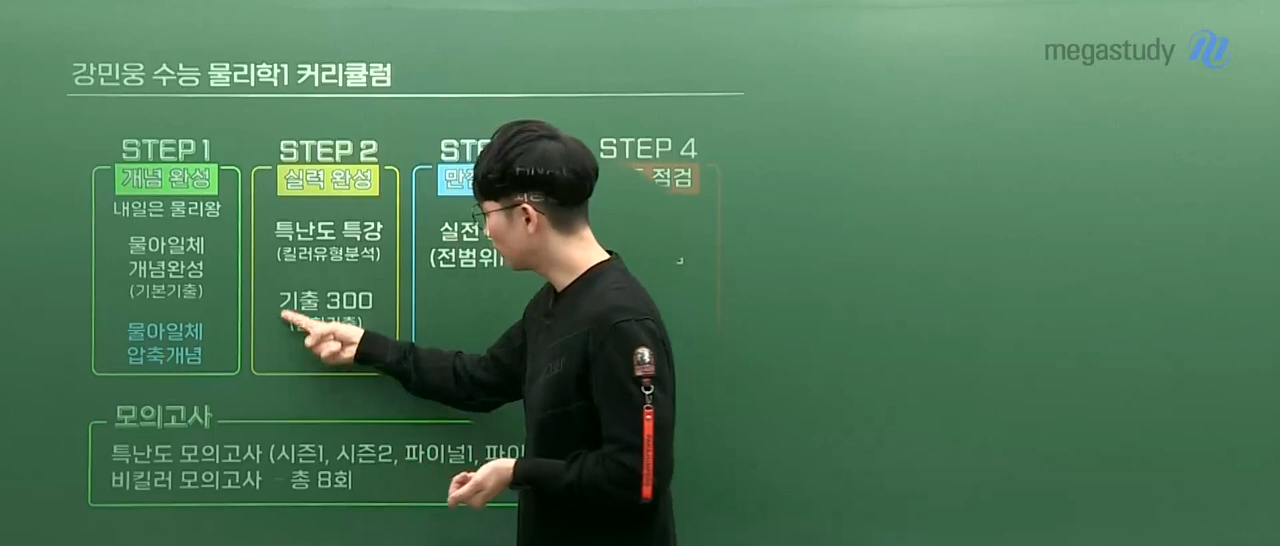 megastudy
강민웅 수능 물리학1 커리큘럼
STEP 1
개념 완성
내일은 물리왕
물아일체
개념완성
(기본기출)
물아일체
압축개념
STEP 2
실력 완성
특난도 특강
(킬러유형분석)
기출 300
실전
(전범위
STEP 4
점검
모의고사
특난도 모의고사 (시즌1, 시즌2, 파이널1,
비킬러 모의고사 - 총 8회